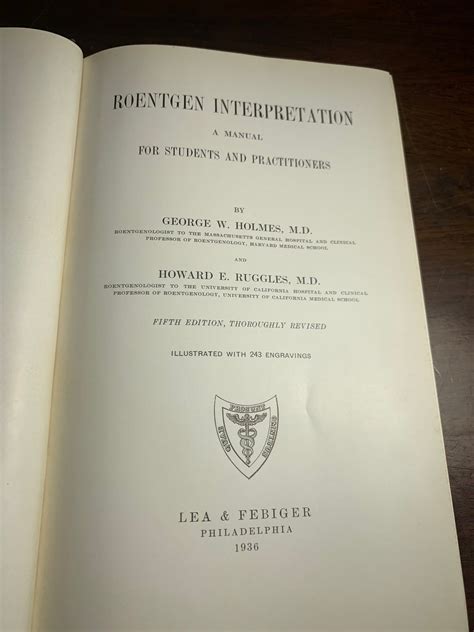 ROENTGEN INTERPRETATION
A MANUAL
FOR STUDENTS AND PRACTITIONERS
BY
GEORGE W. HOLMES, M.D.
ROENTGENOLOGIST TO THE MASSACHUSETTS GENERAL HOSPITAL AND CLINICAL
PROFESSOR OF ROENTGENOLOGY, HARVARD MEDICAL SCHOOL
AND
HOWARD E. RUGGLES, M.D.
ROENTGENOLOGIST TO THE UNIVERSITY OF CALIFORNIA HOSPITAL AND CLINICAL
PROFESSOR OF ROENTGENOLOGY, UNIVERSITY OF CALIFORNIA MEDICAL SCHOOL
FIFTH EDITION, THOROUGHLY REVISED
ILLUSTRATED WITH 243 ENGRAVINGS
LEA & FEBIGER
PHILADELPHIA
1936